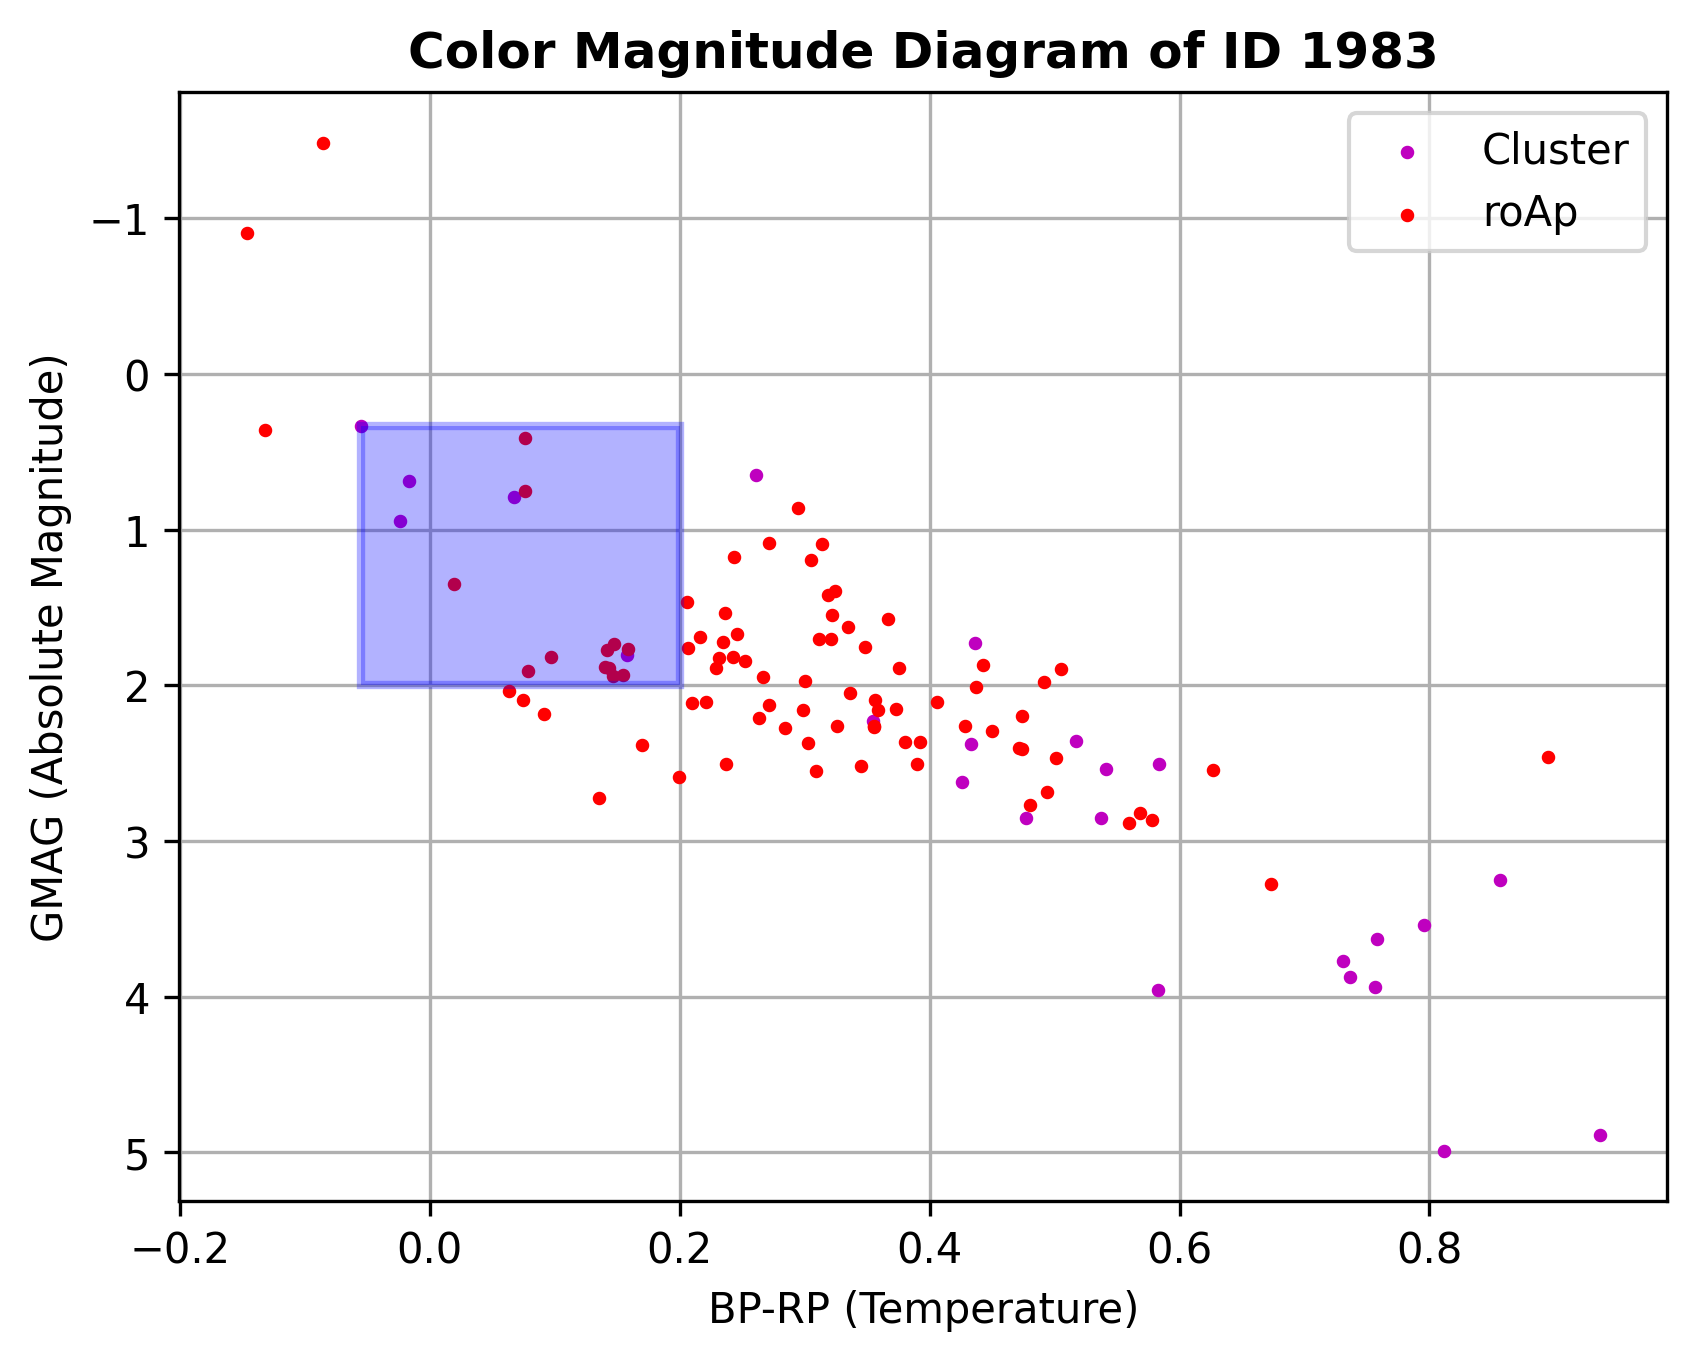 Color Magnitude Diagram of ID 1983
Cluster
roAp
GMAG (Absolute Magnitude)
−1
0
1
2
3
4
5
−0.2 0.0 0.2 0.4 0.6 0.8
BP-RP (Temperature)